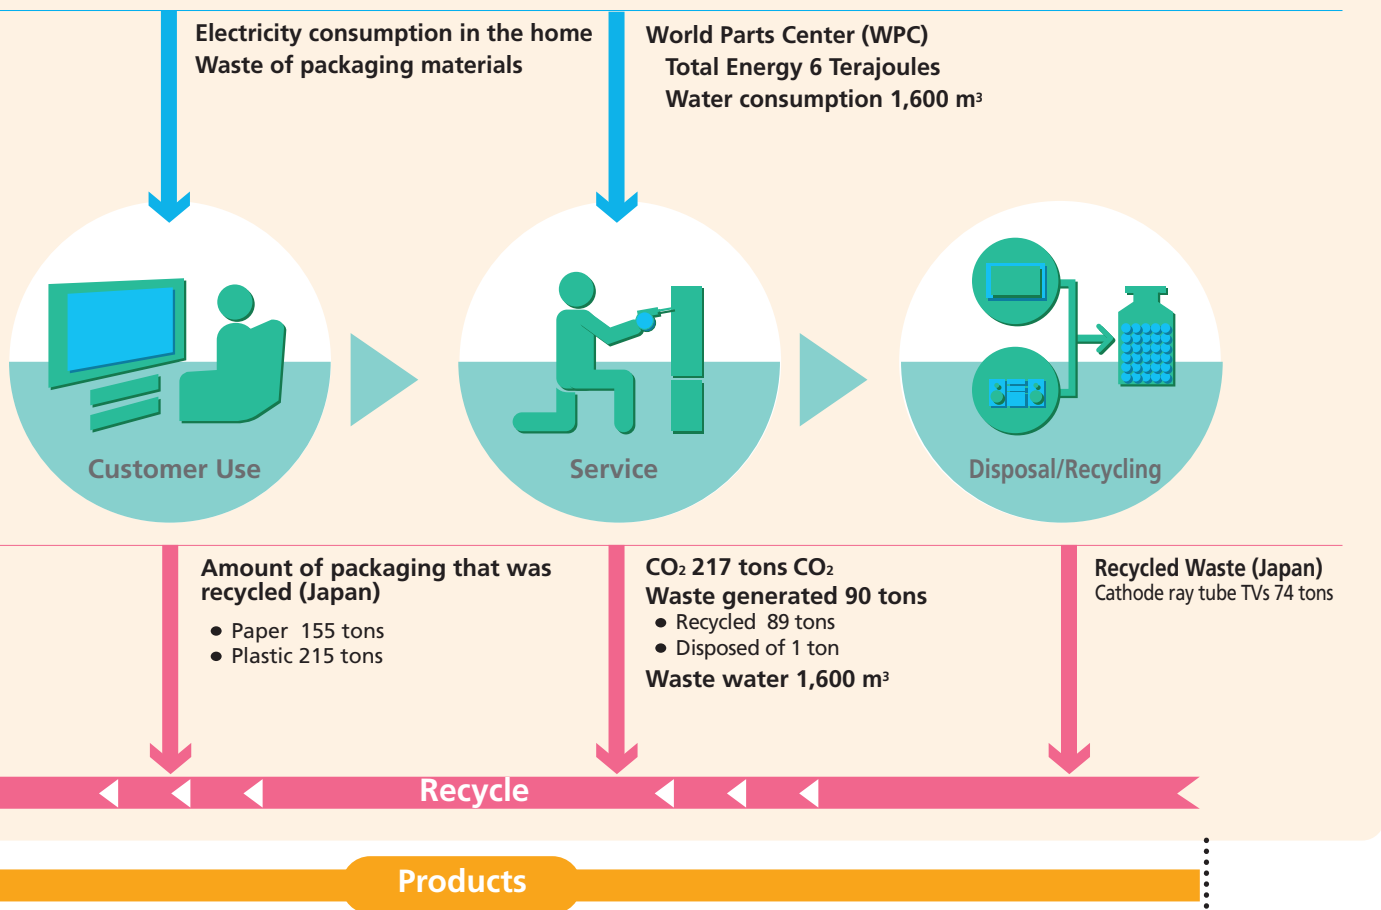 Electricity consumption in the home
Waste of packaging materials
World Parts Center (WPC)
Total Energy 6 Terajoules
Water consumption 1,600 m³
Customer Use
Service
Disposal/Recycling
Amount of packaging that was
recycled (Japan)
● Paper 155 tons
● Plastic 215 tons
CO₂ 217 tons CO₂
Waste generated 90 tons
● Recycled 89 tons
● Disposed of 1 ton
Waste water 1,600 m³
Recycled Waste (Japan)
Cathode ray tube TVs 74 tons
Recycle
Products